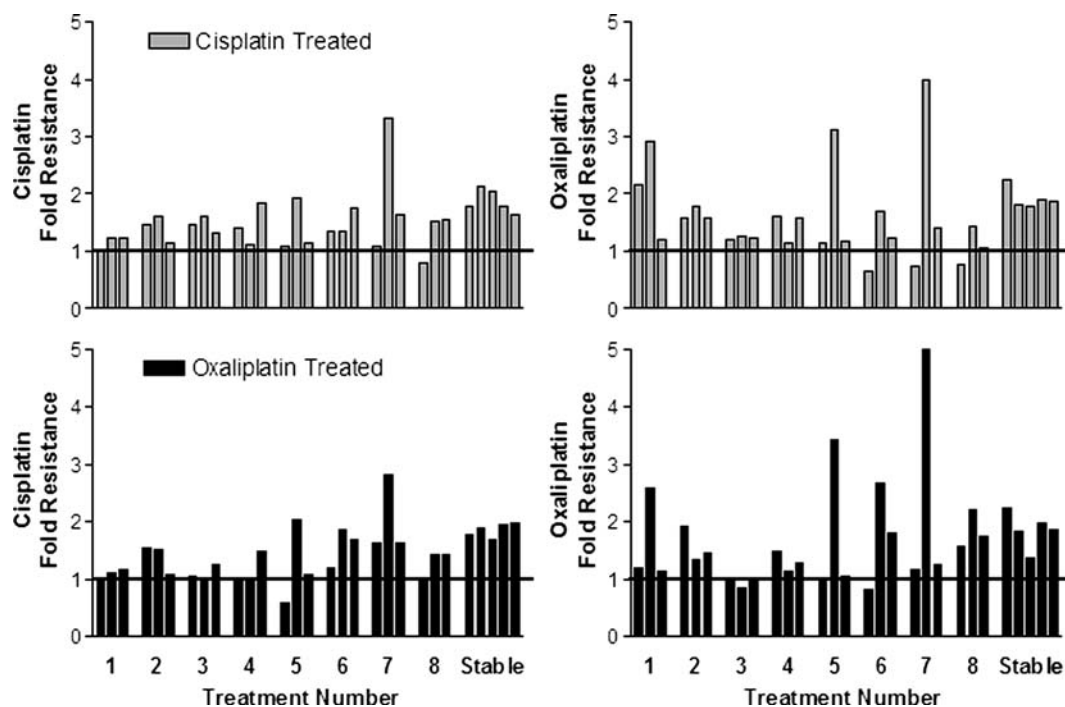 Cisplatin
Fold Resistance
5
4
3
2
1
0
Cisplatin Treated
Oxaliplatin
Fold Resistance
5
4
3
2
1
0
Cisplatin
Fold Resistance
5
4
3
2
1
0
Oxaliplatin Treated
1 2 3 4 5 6 7 8 Stable
Treatment Number
Oxaliplatin
Fold Resistance
5
4
3
2
1
0
1 2 3 4 5 6 7 8 Stable
Treatment Number